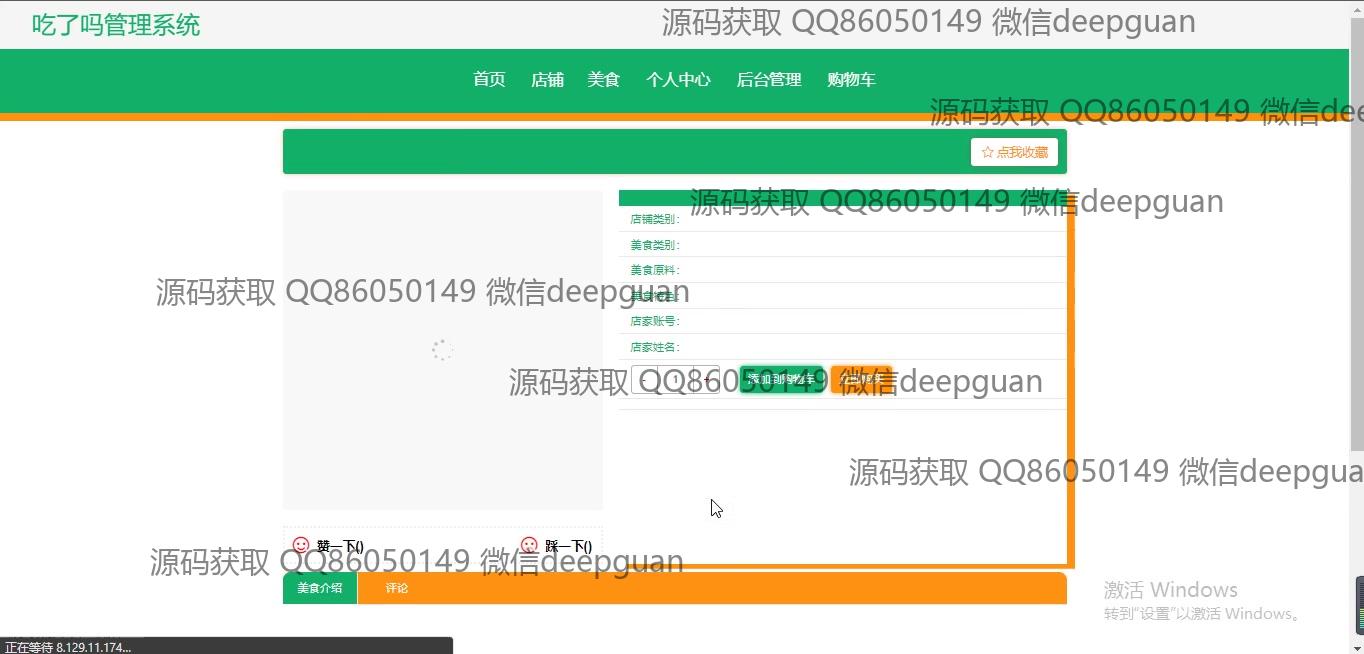 吃了吗管理系统
源码获取 QQ86050149 微信deepguan
首页 店铺 美食 个人中心 后台管理 购物车
源码获取 QQ86050149 微信dee
☆ 点我收藏
源码获取 QQ86050149 微信deepguan
店铺类别：
美食类别：
美食原料：
源码获取 QQ86050149 微信deepguan
店家账号：
店家姓名：
- 1 +
添加到购物车
源码获取 QQ86050149 微信deepguan
源码获取 QQ86050149 微信deepgua
赞一下() 踩一下()
源码获取 QQ86050149 微信deepguan
美食介绍 评论
激活 Windows
转到“设置”以激活 Windows。
正在等待 8.129.11.174...